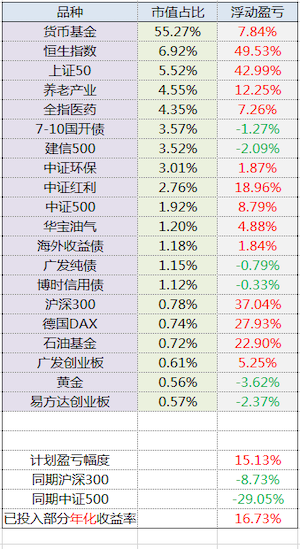 品种 市值占比 浮动盈亏
货币基金 55.27% 7.84%
恒生指数 6.92% 49.53%
上证50 5.52% 42.99%
养老产业 4.55% 12.25%
全指医药 4.35% 7.26%
7-10国开债 3.57% -1.27%
建信500 3.52% -2.09%
中证环保 3.01% 1.87%
中证红利 2.76% 18.96%
中证500 1.92% 8.79%
华宝油气 1.20% 4.88%
海外收益债 1.18% 1.84%
广发纯债 1.15% -0.79%
博时信用债 1.12% -0.33%
沪深300 0.78% 37.04%
德国DAX 0.74% 27.93%
石油基金 0.72% 22.90%
广发创业板 0.61% 5.25%
黄金 0.56% -3.62%
易方达创业板 0.57% -2.37%
计划盈亏幅度 15.13%
同期沪深300 -8.73%
同期中证500 -29.05%
已投入部分年化收益率 16.73%